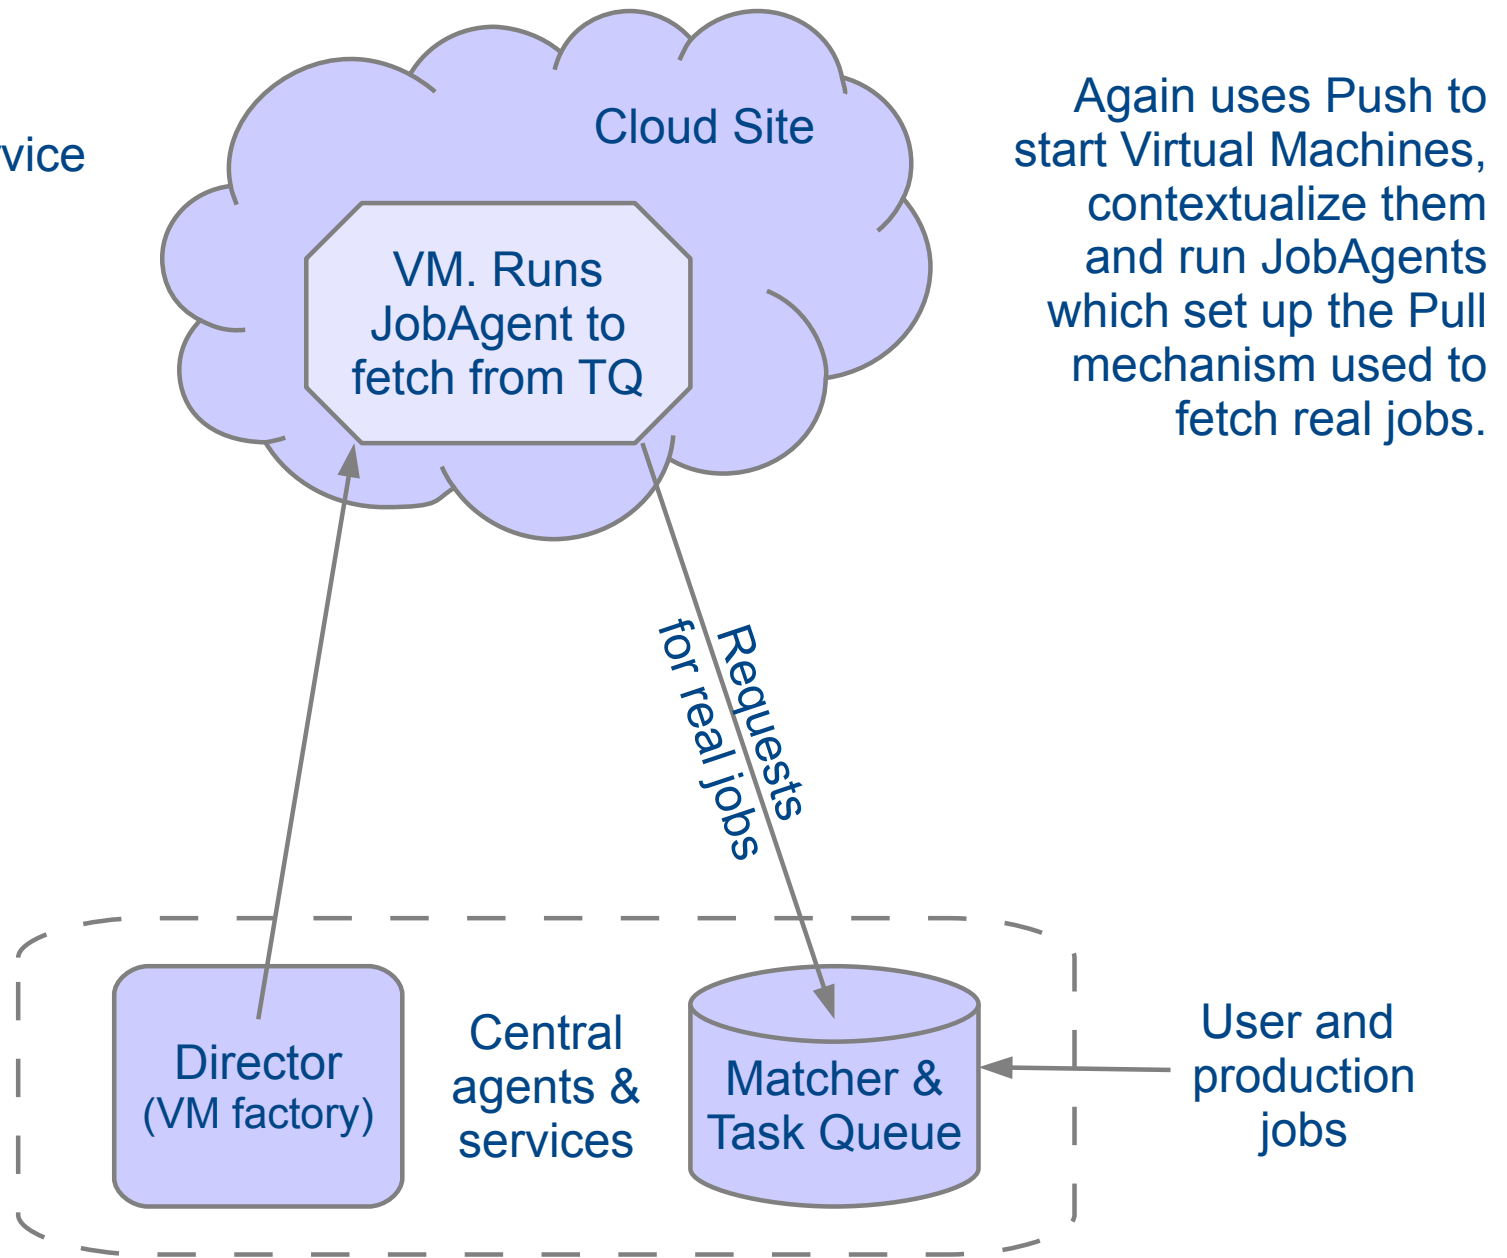 Cloud Site
Again uses Push to
start Virtual Machines,
contextualize them
and run JobAgents
which set up the Pull
mechanism used to
fetch real jobs.
VM. Runs
JobAgent to
fetch from TQ
Requests
for real jobs
Director
(VM factory)
Central
agents &
services
Matcher &
Task Queue
User and
production
jobs